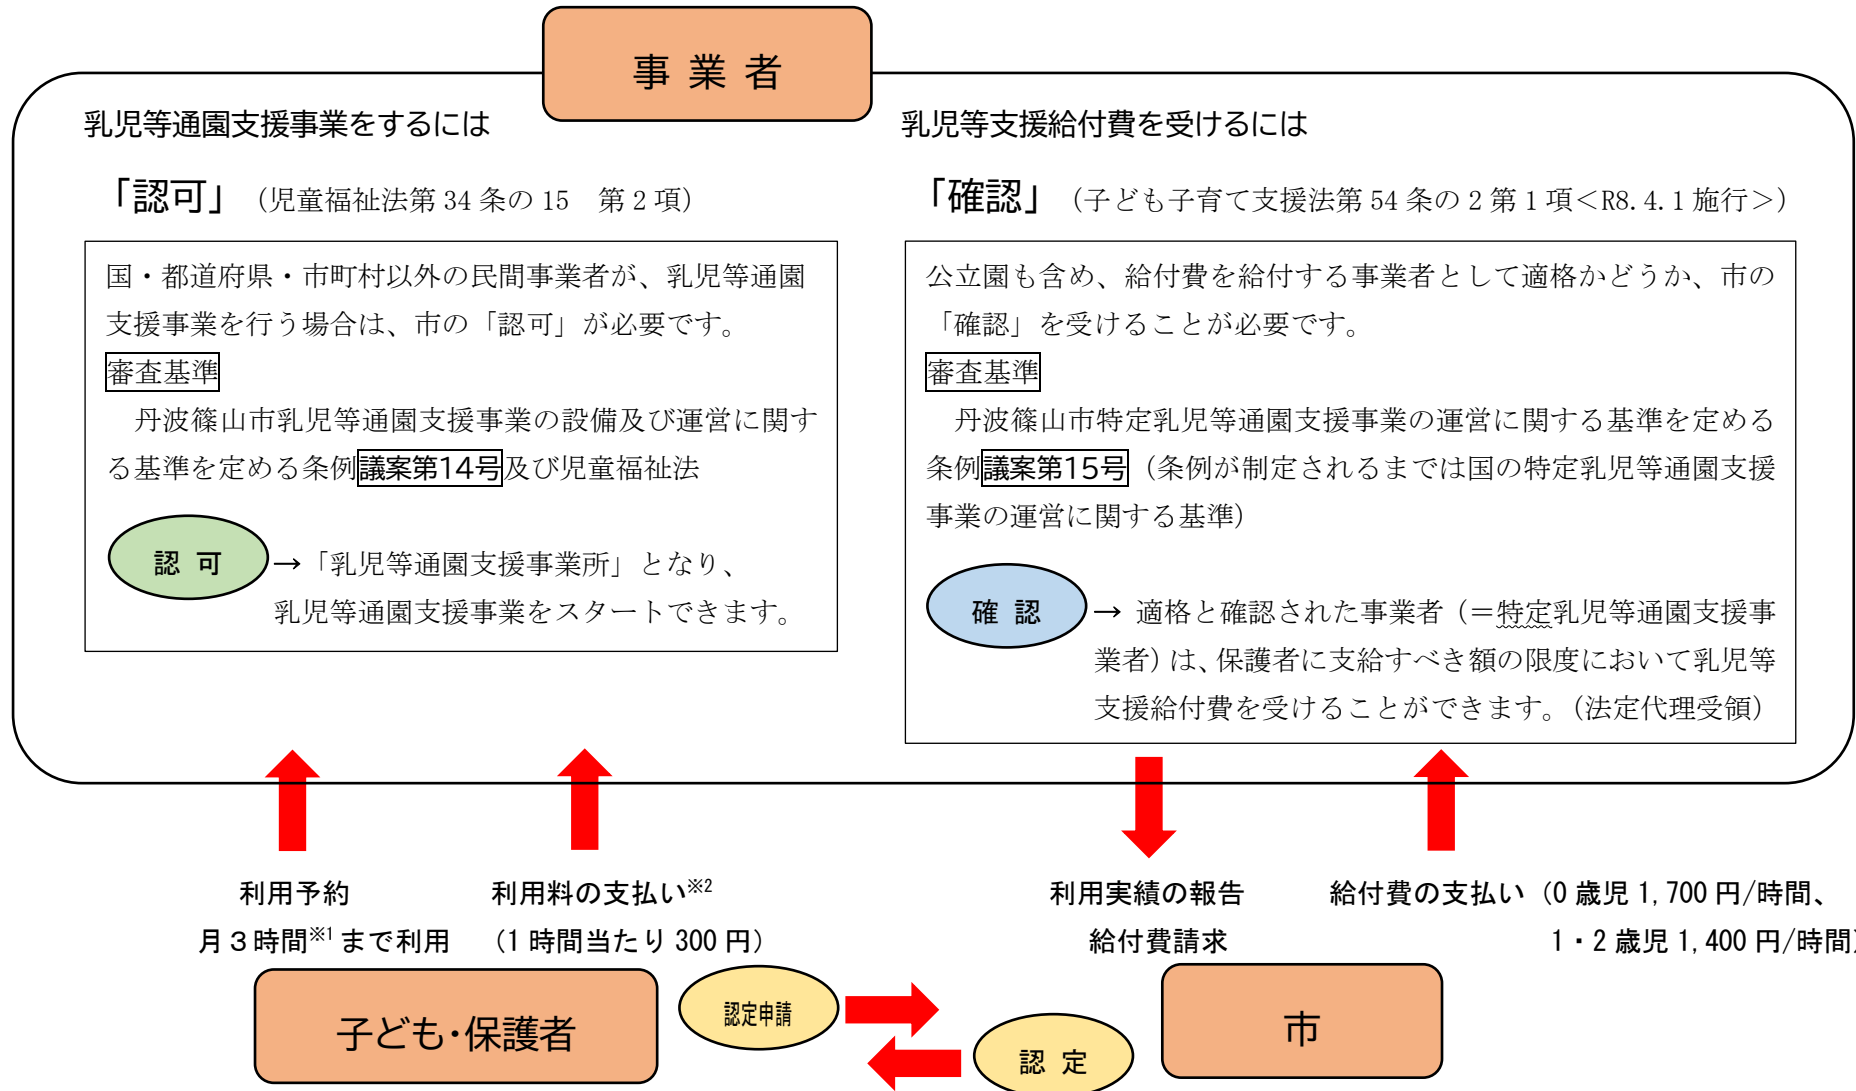 事 業 者
乳児等通園支援事業をするには
「認可」（児童福祉法第 34 条の 15　第 2 項）
国・都道府県・市町村以外の民間事業者が、乳児等通園
支援事業を行う場合は、市の「認可」が必要です。
審査基準
丹波篠山市乳児等通園支援事業の設備及び運営に関す
る基準を定める条例議案第14号及び児童福祉法
認 可 →「乳児等通園支援事業所」となり、
乳児等通園支援事業をスタートできます。
乳児等支援給付費を受けるには
「確認」（子ども子育て支援法第 54 条の 2 第 1 項＜R8.4.1 施行＞）
公立園も含め、給付費を給付する事業者として適格かどうか、市の
「確認」を受けることが必要です。
審査基準
丹波篠山市特定乳児等通園支援事業の運営に関する基準を定める
条例議案第15号（条例が制定されるまでは国の特定乳児等通園支援
事業の運営に関する基準）
確 認 → 適格と確認された事業者（＝特定乳児等通園支援事
業者）は、保護者に支給すべき額の限度において乳児等
支援給付費を受けることができます。（法定代理受領）
利用予約
月３時間※1 まで利用
利用料の支払い※2
（1 時間当たり 300 円）
利用実績の報告
給付費請求
給付費の支払い（0 歳児 1,700 円/時間、
1・2 歳児 1,400 円/時間）
子ども・保護者
認定申請
認 定
市